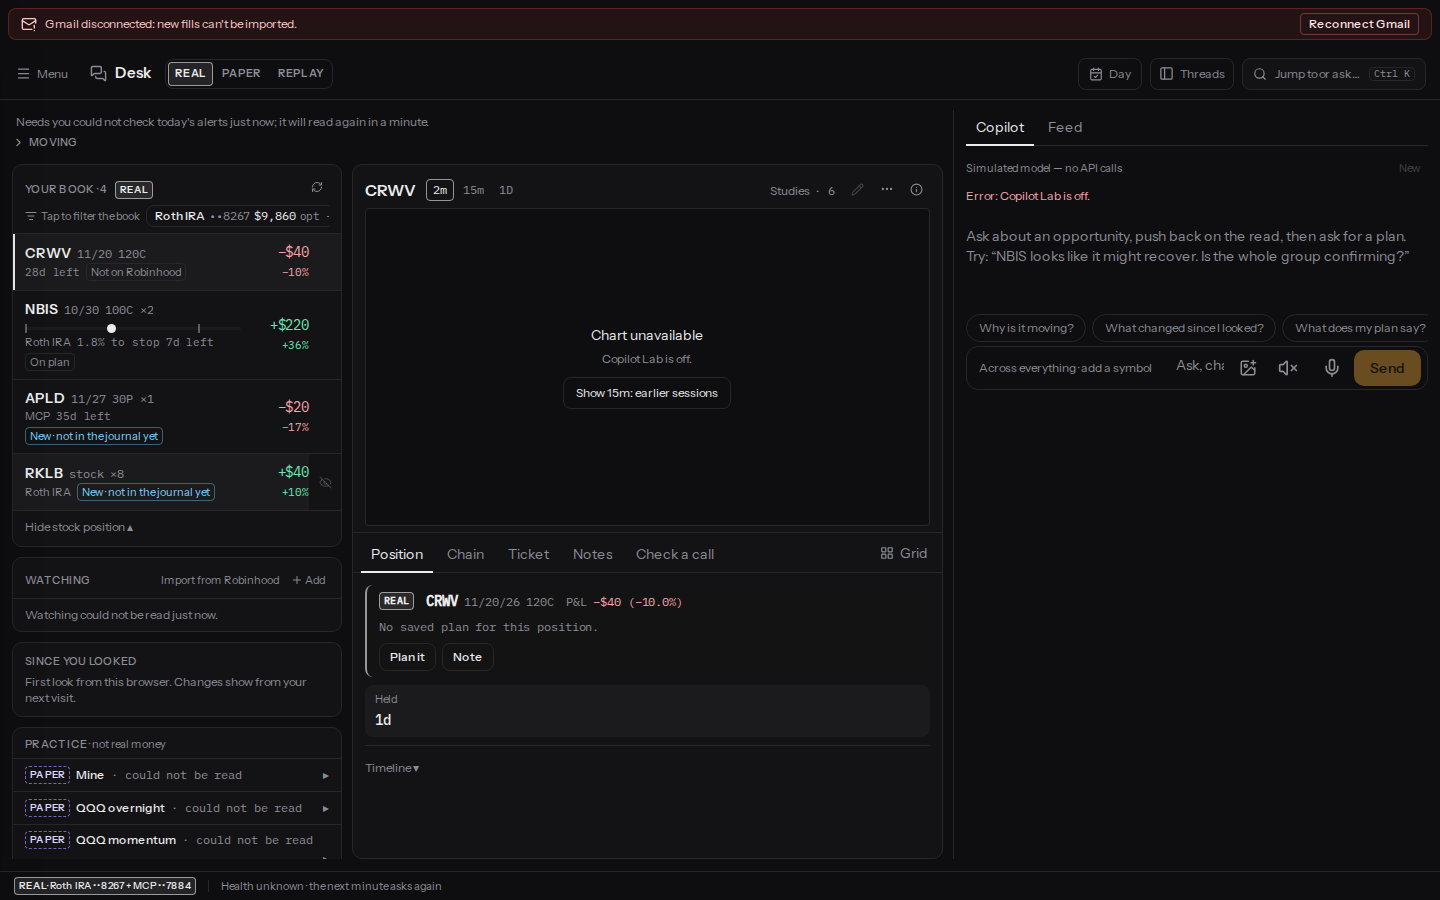 Gmail disconnected: new fills can't be imported.
Reconnect Gmail
Menu
Desk
REAL PAPER REPLAY
Day
Threads
Jump to or ask... Ctrl K
Needs you could not check today's alerts just now; it will read again in a minute.
MOVING
YOUR BOOK · 4 REAL
Tap to filter the book
Roth IRA ••8267 $9,860 opt
CRWV 11/20 120C
−$40
28d left Not on Robinhood
−10%
NBIS 10/30 100C ×2
+$220
Roth IRA 1.8% to stop 7d left
+36%
On plan
APLD 11/27 30P ×1
−$20
MCP 35d left
−17%
New · not in the journal yet
RKLB stock ×8
+$40
Roth IRA New · not in the journal yet
+10%
Hide stock position ▴
WATCHING
Import from Robinhood
+ Add
Watching could not be read just now.
SINCE YOU LOOKED
First look from this browser. Changes show from your
next visit.
PRACTICE · not real money
PAPER Mine · could not be read ▸
PAPER QQQ overnight · could not be read ▸
PAPER QQQ momentum · could not be read
CRWV 2m 15m 1D
Studies · 6
Chart unavailable
Copilot Lab is off.
Show 15m: earlier sessions
Position Chain Ticket Notes Check a call
Grid
REAL CRWV 11/20/26 120C P&L −$40 (−10.0%)
No saved plan for this position.
Plan it
Note
Held
1d
Timeline ▾
Copilot Feed
Simulated model — no API calls
New
Error: Copilot Lab is off.
Ask about an opportunity, push back on the read, then ask for a plan.
Try: “NBIS looks like it might recover. Is the whole group confirming?”
Why is it moving?
What changed since I looked?
What does my plan say?
Across everything · add a symbol
Ask, cha
Send
REAL · Roth IRA ••8267 + MCP ••7884
Health unknown · the next minute asks again